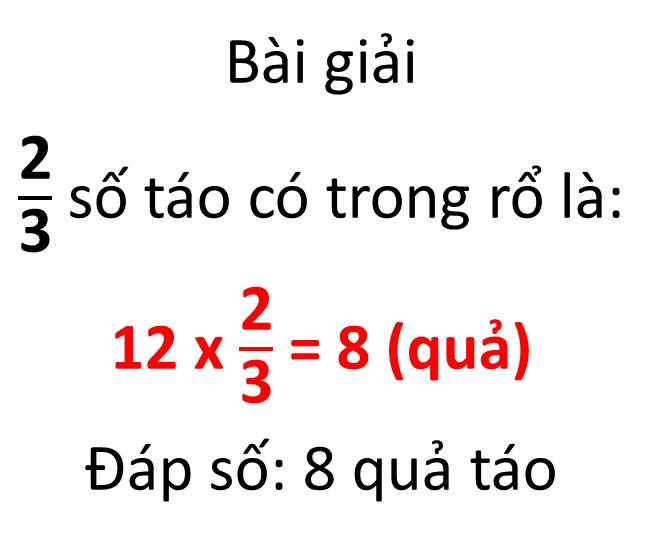 Bài giải
2/3 số táo có trong rổ là:
12 x 2/3 = 8 (quả)
Đáp số: 8 quả táo